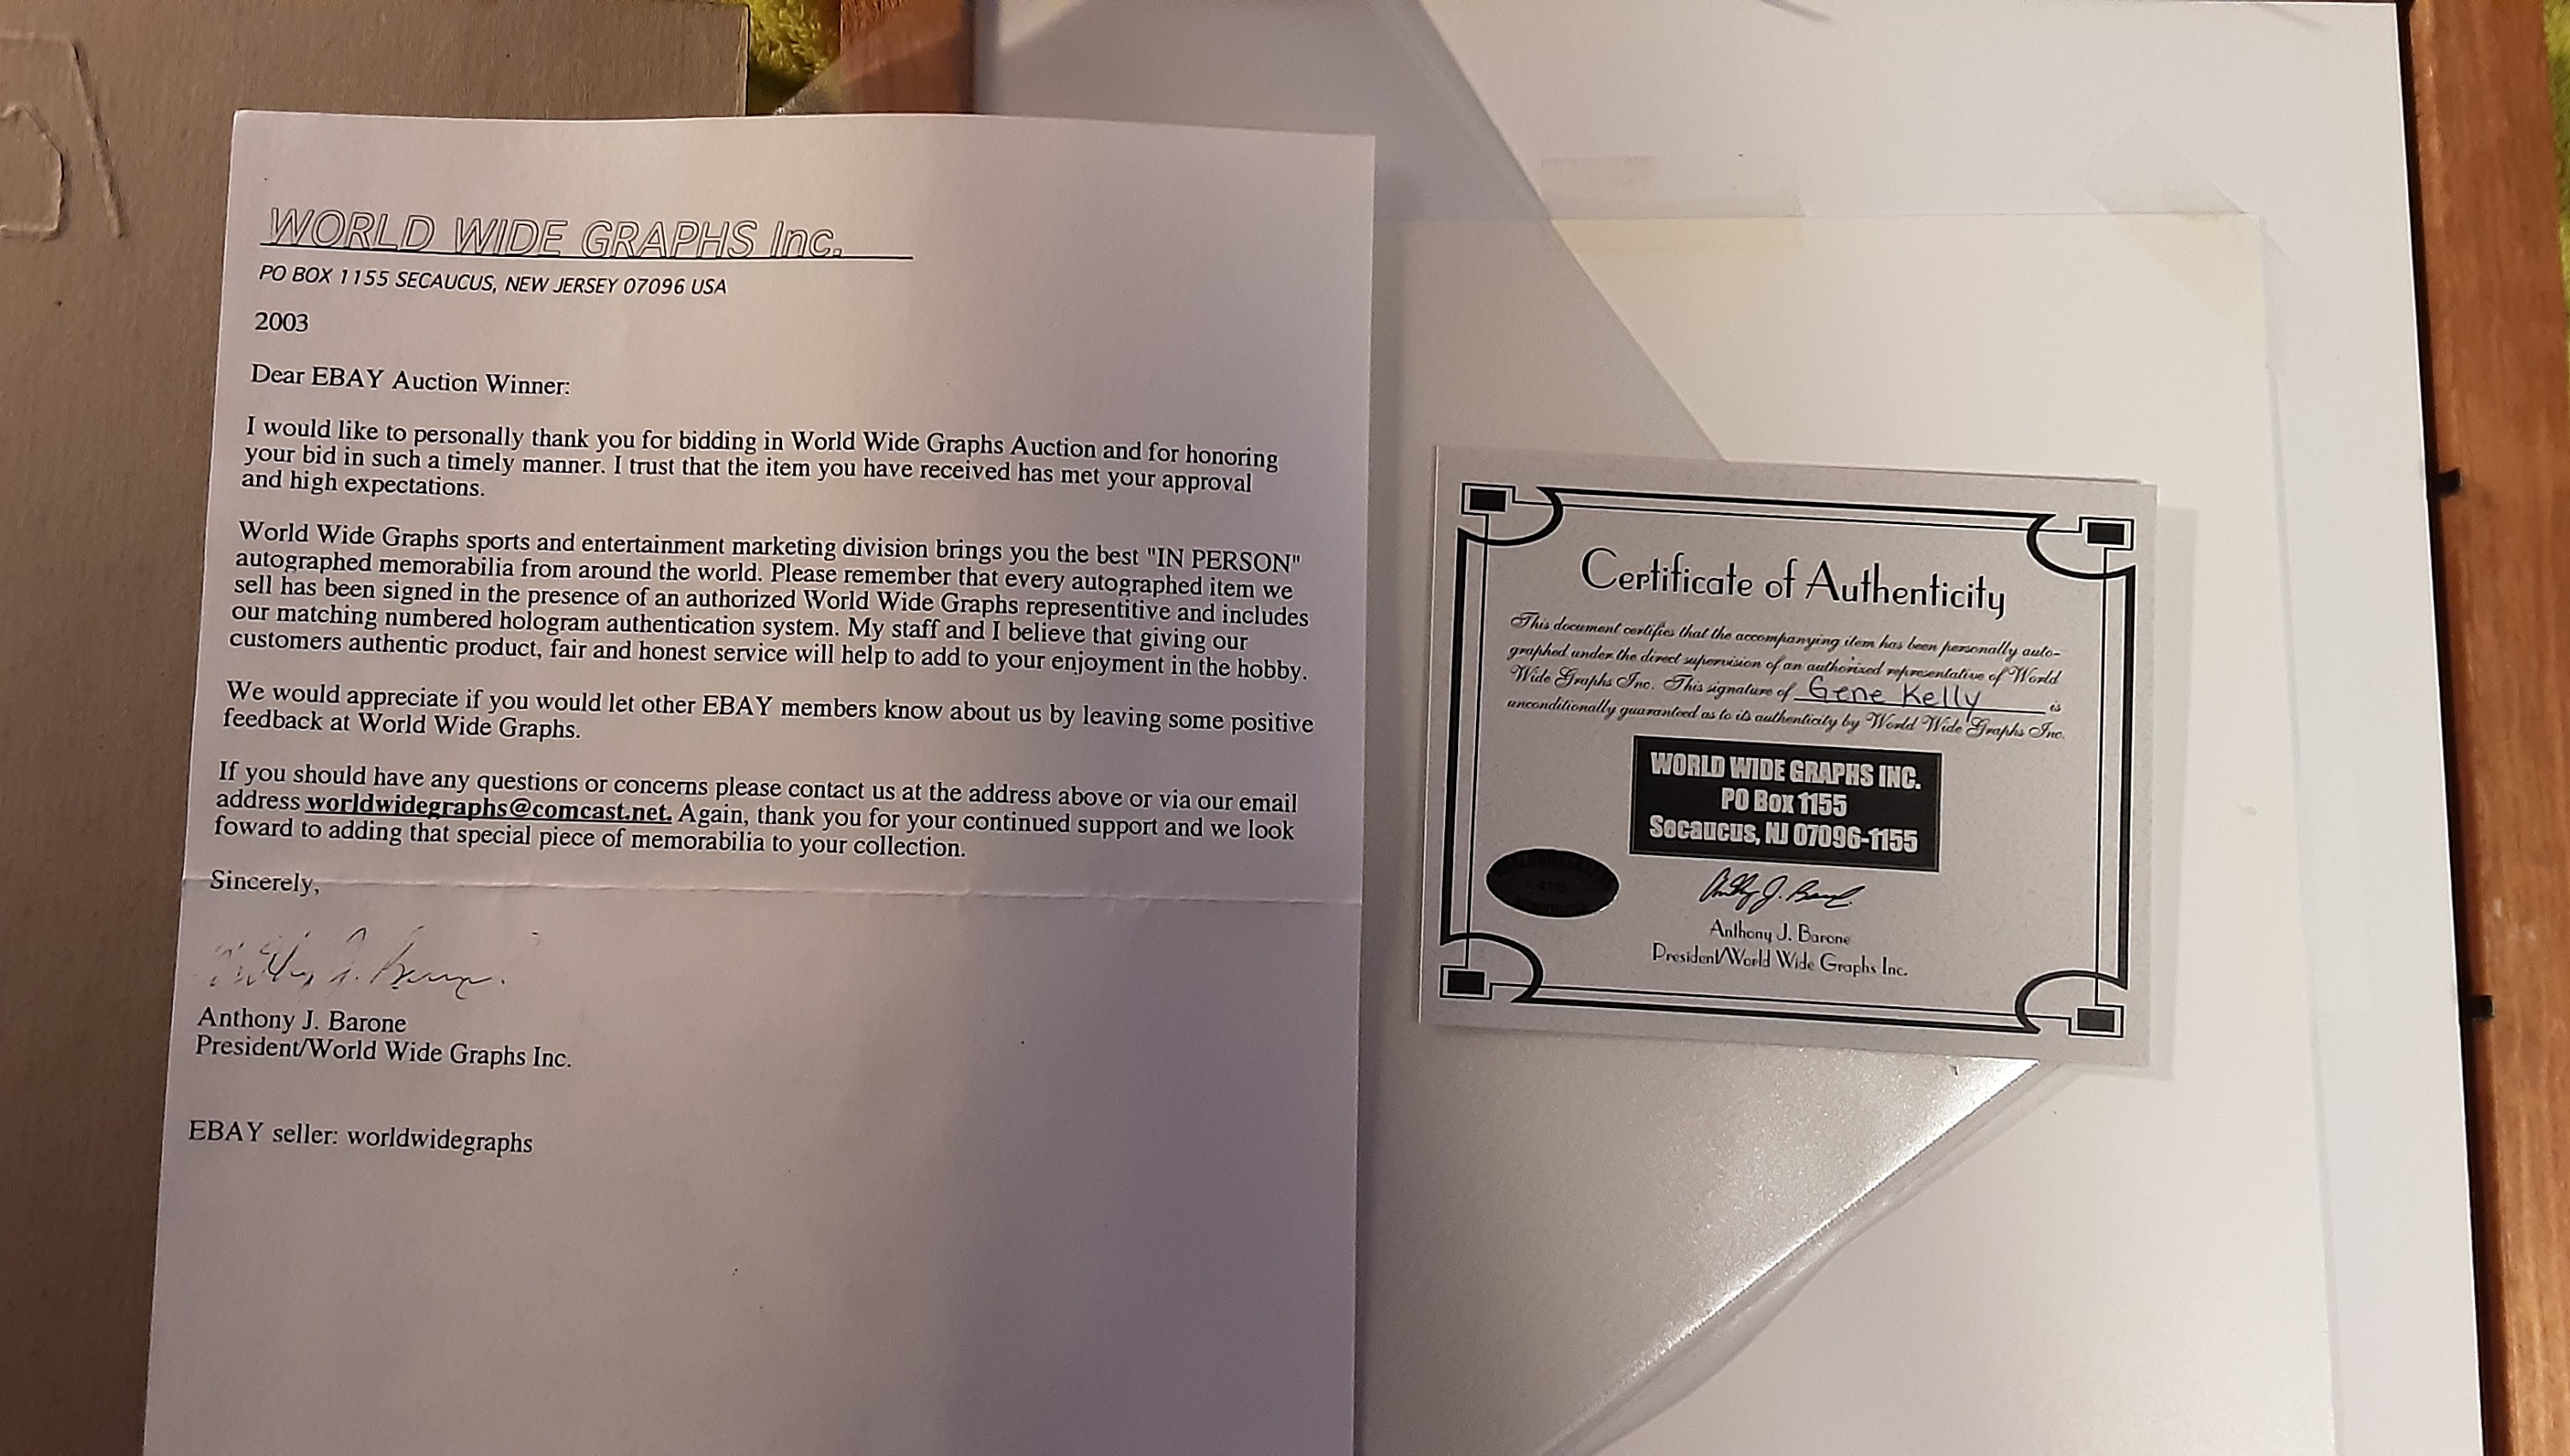 WORLD WIDE GRAPHS Inc.
PO BOX 1155 SECAUCUS, NEW JERSEY 07096 USA
2003
Dear EBAY Auction Winner:
I would like to personally thank you for bidding in World Wide Graphs Auction and for honoring
your bid in such a timely manner. I trust that the item you have received has met your approval
and high expectations.
World Wide Graphs sports and entertainment marketing division brings you the best "IN PERSON"
autographed memorabilia from around the world. Please remember that every autographed item we
sell has been signed in the presence of an authorized World Wide Graphs representitive and includes
our matching numbered hologram authentication system. My staff and I believe that giving our
customers authentic product, fair and honest service will help to add to your enjoyment in the hobby.
We would appreciate if you would let other EBAY members know about us by leaving some positive
feedback at World Wide Graphs.
If you should have any questions or concerns please contact us at the address above or via our email
address worldwidegraphs@comcast.net. Again, thank you for your continued support and we look
foward to adding that special piece of memorabilia to your collection.
Sincerely,
Anthony J. Barone
President/World Wide Graphs Inc.
EBAY seller: worldwidegraphs
Certificate of Authenticity
This document certifies that the accompanying item has been personally auto-
graphed under the direct supervision of an authorized representative of World
Wide Graphs Inc. This signature of Gene Kelly is
unconditionally guaranteed as to its authenticity by World Wide Graphs Inc.
WORLD WIDE GRAPHS INC.
PO Box 1155
Secaucus, NJ 07096-1155
Anthony J. Barone
President/World Wide Graphs Inc.